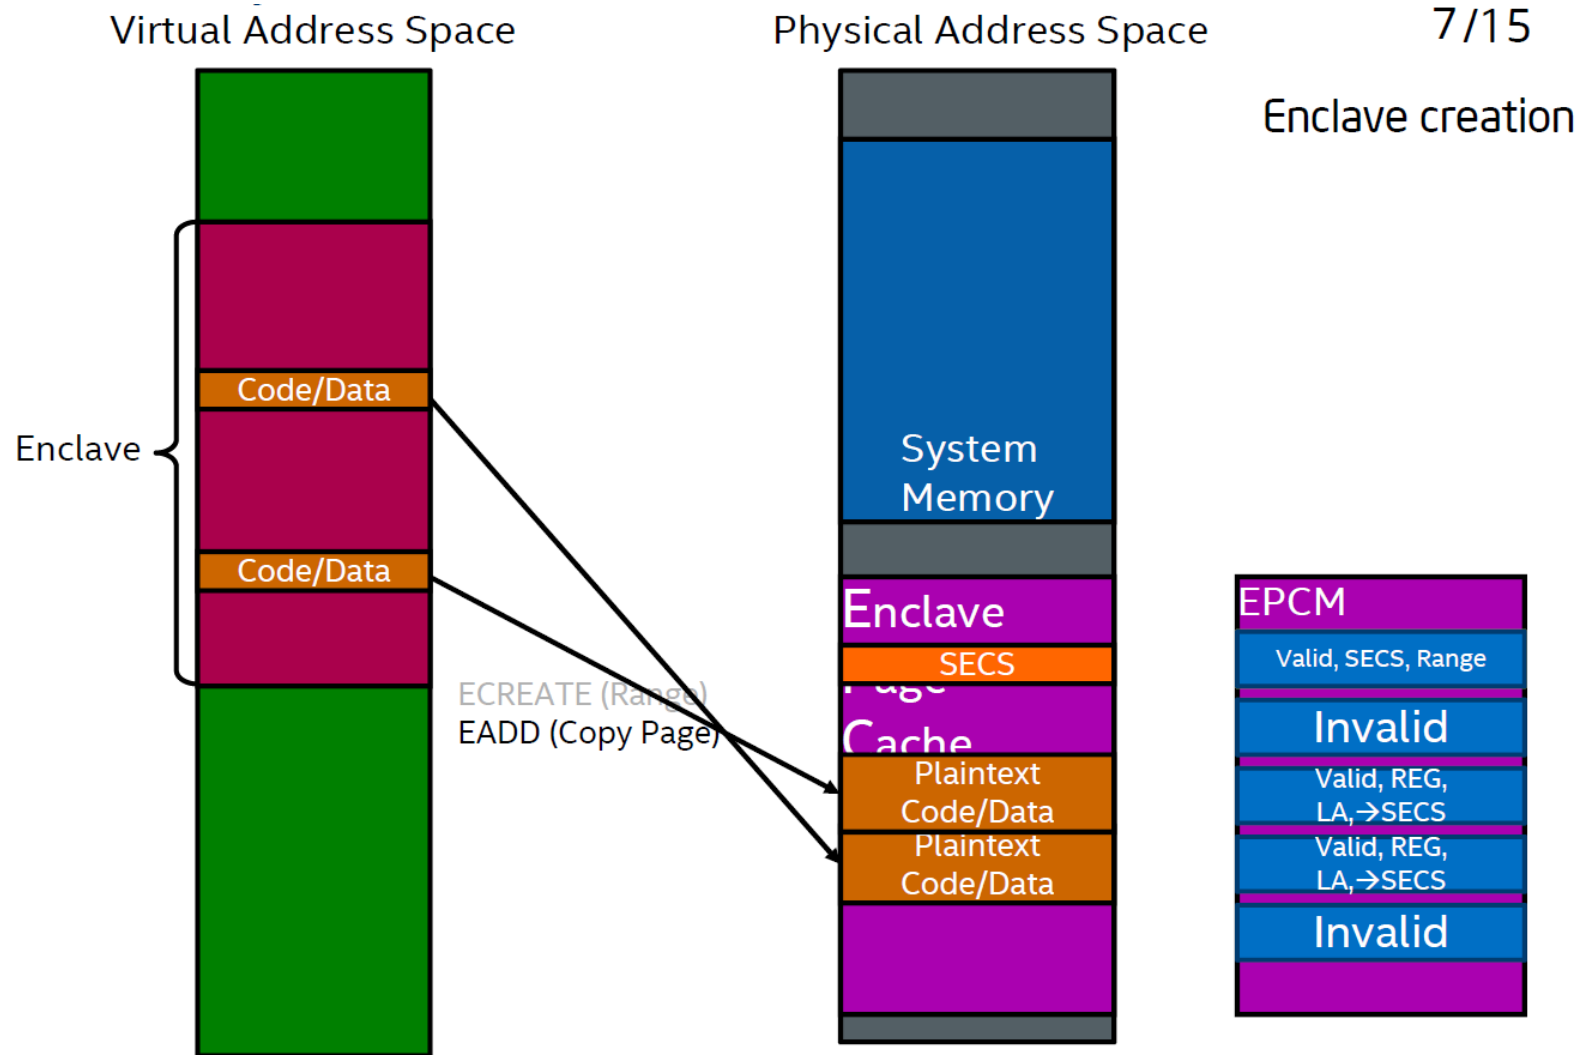 Virtual Address Space
Physical Address Space
7/15
Enclave creation
Code/Data
Enclave
Code/Data
System
Memory
ECREATE (Range)
EADD (Copy Page)
Enclave
SECS
Page
Cache
Plaintext
Code/Data
Plaintext
Code/Data
EPCM
Valid, SECS, Range
Invalid
Valid, REG,
LA,→SECS
Valid, REG,
LA,→SECS
Invalid